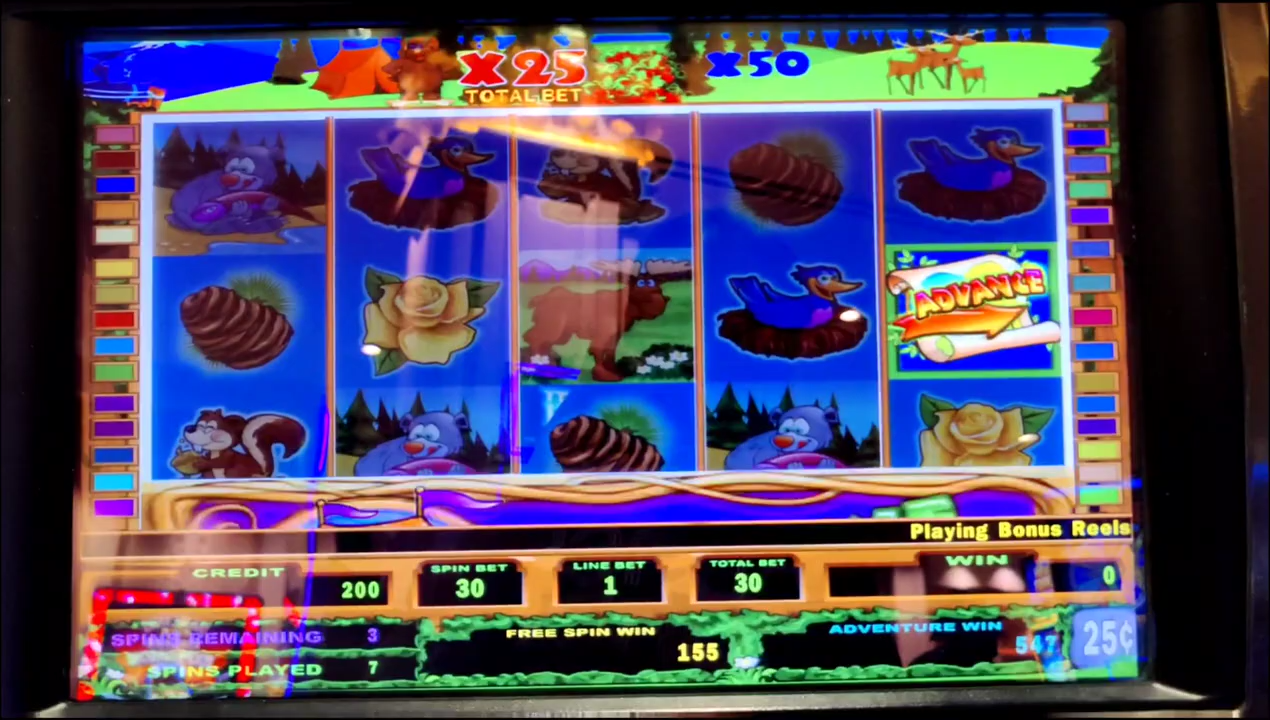 X25
TOTAL BET
X50
ADVANCE
Playing Bonus Reels
CREDIT
200
SPIN BET
30
LINE BET
1
TOTAL BET
30
WIN
0
SPINS REMAINING 3
SPINS PLAYED 7
FREE SPIN WIN
155
ADVENTURE WIN
547
25¢